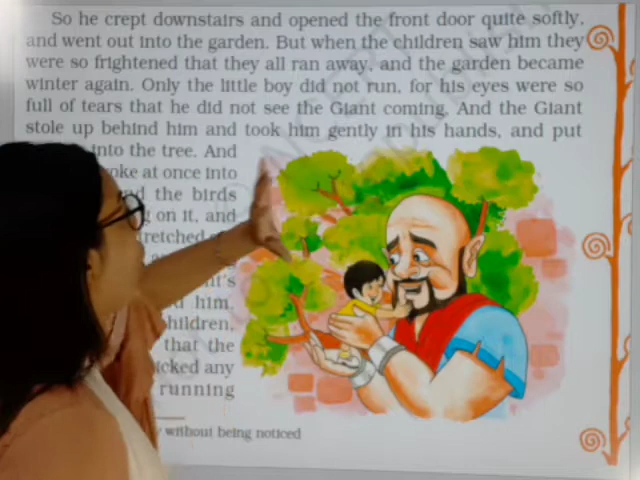 So he crept downstairs and opened the front door quite softly,
and went out into the garden. But when the children saw him they
were so frightened that they all ran away, and the garden became
winter again. Only the little boy did not run, for his eyes were so
full of tears that he did not see the Giant coming. And the Giant
stole up behind him and took him gently in his hands, and put
into the tree. And
at once into
the birds
on it, and
him,
that the
any
running
without being noticed